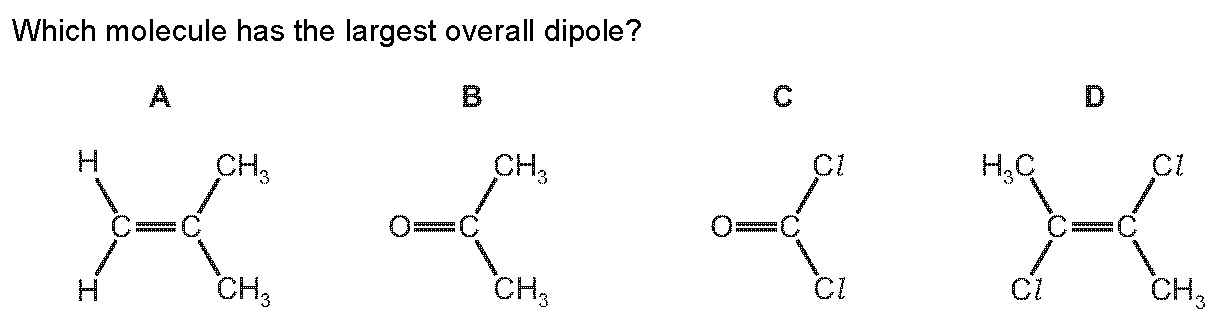 Which molecule has the largest overall dipole?
A B C D
H CH₃ CH₃ Cl H₃C Cl
C=C O=C O=C C=C
H CH₃ CH₃ Cl Cl CH₃